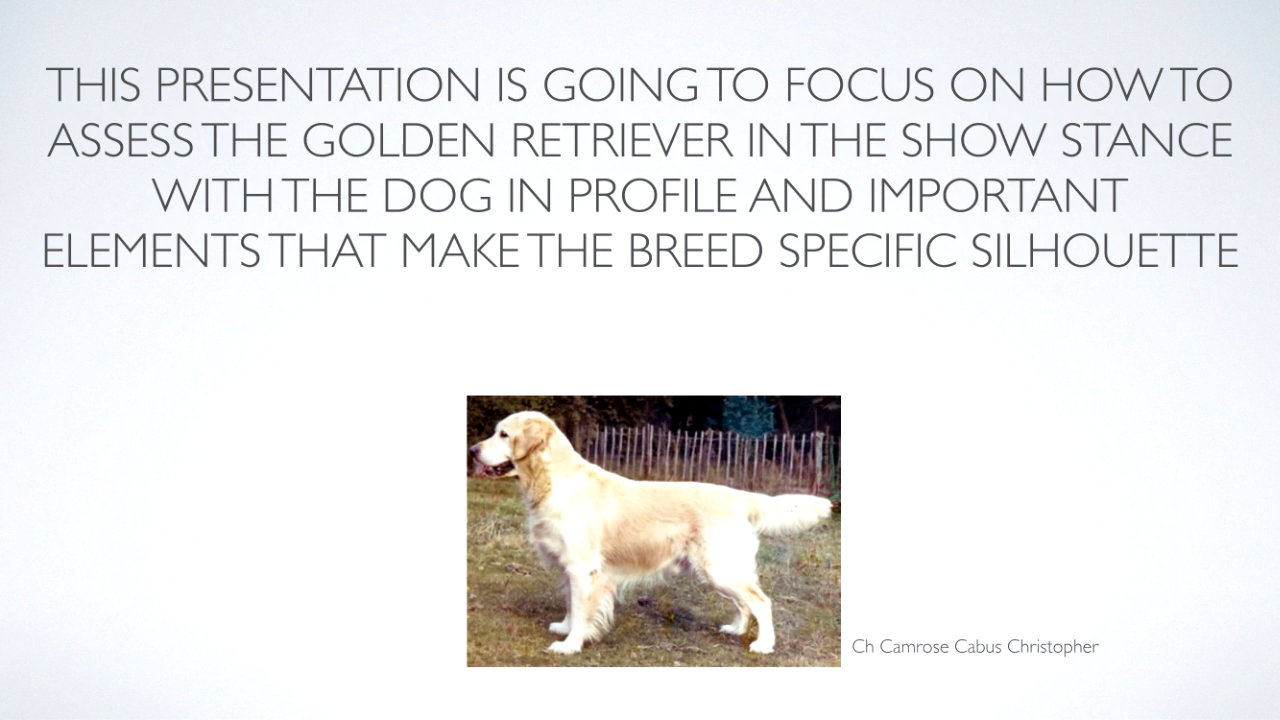 THIS PRESENTATION IS GOING TO FOCUS ON HOW TO
ASSESS THE GOLDEN RETRIEVER IN THE SHOW STANCE
WITH THE DOG IN PROFILE AND IMPORTANT
ELEMENTS THAT MAKE THE BREED SPECIFIC SILHOUETTE
Ch Camrose Cabus Christopher